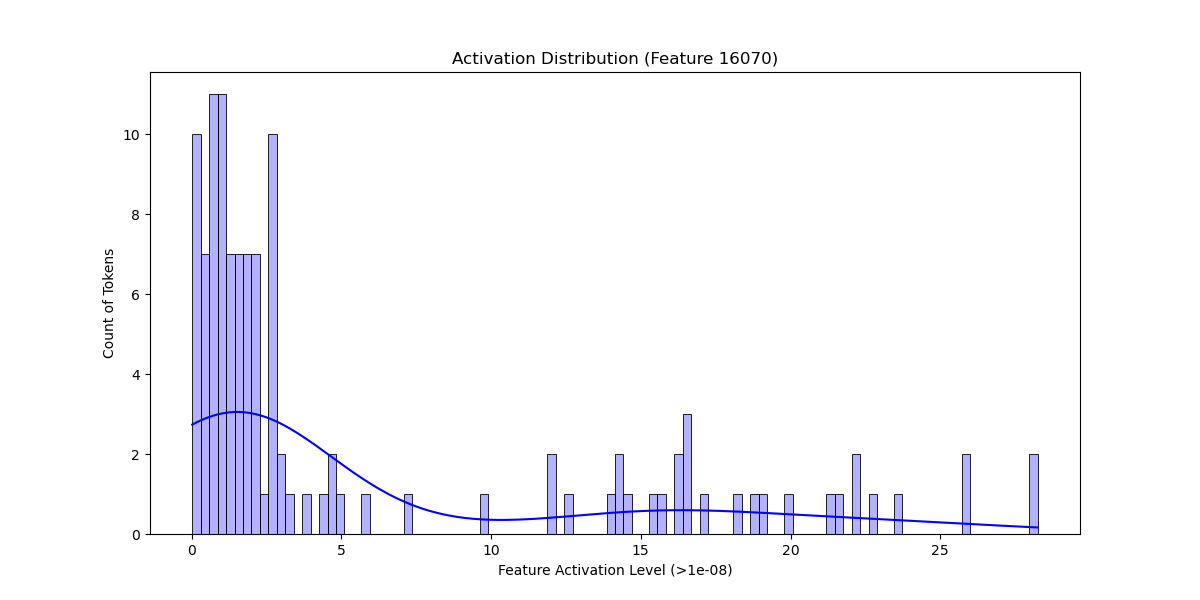 Activation Distribution (Feature 16070)
Count of Tokens
10
8
6
4
2
0
0 5 10 15 20 25
Feature Activation Level (>1e-08)